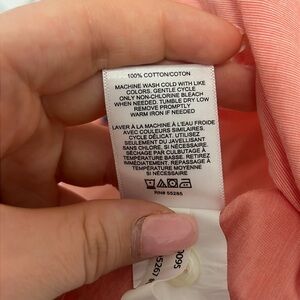 100% COTTON/COTON
MACHINE WASH COLD WITH LIKE
COLORS. GENTLE CYCLE
ONLY NON-CHLORINE BLEACH
WHEN NEEDED. TUMBLE DRY LOW
REMOVE PROMPTLY
WARM IRON IF NEEDED
LAVER À LA MACHINE À L'EAU FROIDE
AVEC COULEURS SIMILAIRES.
CYCLE DÉLICAT. UTILISEZ
SEULEMENT DU JAVELLISANT
SANS CHLORE, SI NÉCESSAIRE.
SÉCHAGE PAR CULBUTAGE À
TEMPÉRATURE BASSE. RETIREZ
IMMÉDIATEMENT. REPASSAGE À
TEMPÉRATURE MOYENNE SI
NÉCESSAIRE
RN# 55285